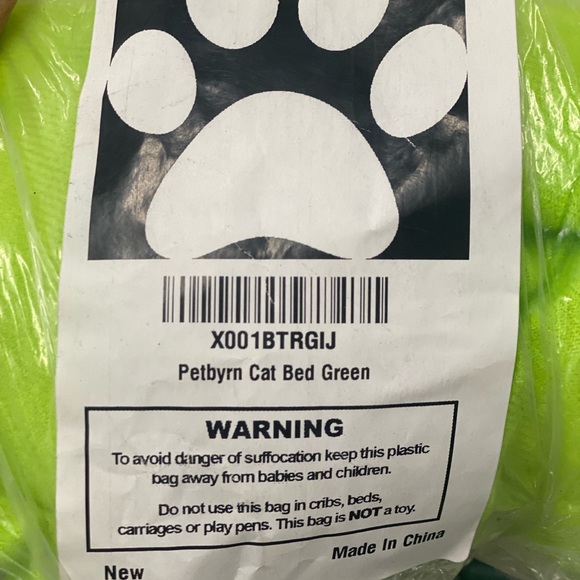 X001BTRGIJ
Petbyrn Cat Bed Green
WARNING
To avoid danger of suffocation keep this plastic
bag away from babies and children.
Do not use this bag in cribs, beds,
carriages or play pens. This bag is NOT a toy.
Made In China
New